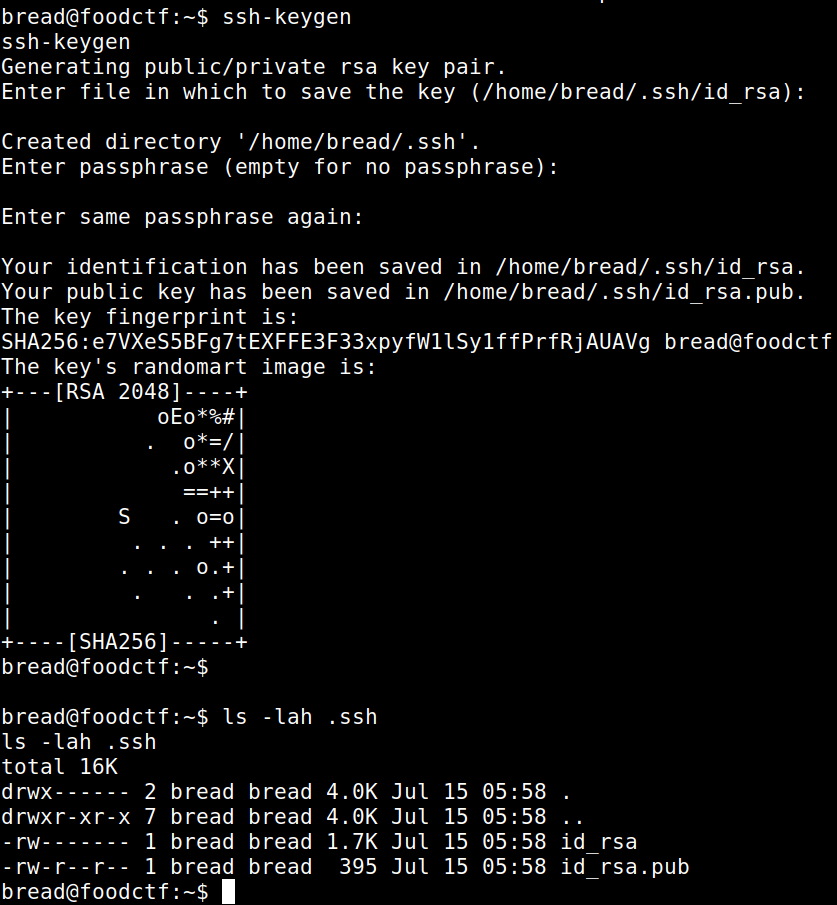 bread@foodctf:~$ ssh-keygen
ssh-keygen
Generating public/private rsa key pair.
Enter file in which to save the key (/home/bread/.ssh/id_rsa):
Created directory '/home/bread/.ssh'.
Enter passphrase (empty for no passphrase):
Enter same passphrase again:
Your identification has been saved in /home/bread/.ssh/id_rsa.
Your public key has been saved in /home/bread/.ssh/id_rsa.pub.
The key fingerprint is:
SHA256:e7VXeS5BFg7tEXFFE3F33xpyfW1lSy1ffPrfRjAUAVg bread@foodctf
The key's randomart image is:
+---[RSA 2048]----+
|           oEo*%#|
|          .  o*=/|
|            .o**X|
|             ==++|
|        S   . o=o|
|         . . . ++|
|        . . . o.+|
|         .   . .+|
|               . |
+----[SHA256]-----+
bread@foodctf:~$
bread@foodctf:~$ ls -lah .ssh
ls -lah .ssh
total 16K
drwx------ 2 bread bread 4.0K Jul 15 05:58 .
drwxr-xr-x 7 bread bread 4.0K Jul 15 05:58 ..
-rw------- 1 bread bread 1.7K Jul 15 05:58 id_rsa
-rw-r--r-- 1 bread bread  395 Jul 15 05:58 id_rsa.pub
bread@foodctf:~$